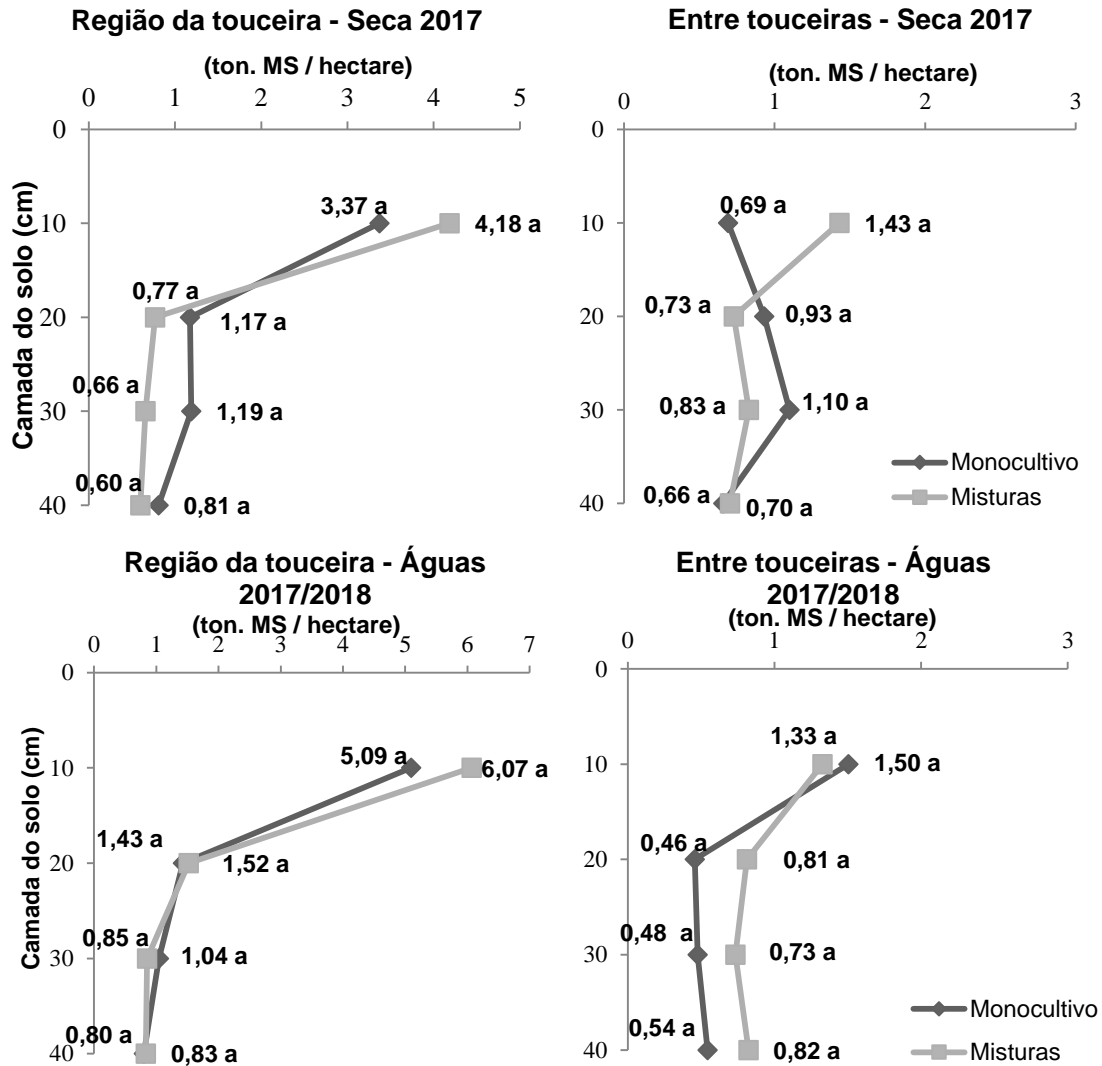 Região da touceira - Seca 2017
(ton. MS / hectare)
0 1 2 3 4 5
0
10
20
30
40
Camada do solo (cm)
3,37 a
4,18 a
0,77 a
1,17 a
0,66 a
1,19 a
0,60 a
0,81 a
Entre touceiras - Seca 2017
(ton. MS / hectare)
0 1 2 3
0
10
20
30
40
0,69 a
1,43 a
0,73 a
0,93 a
0,83 a
1,10 a
0,66 a
0,70 a
Monocultivo
Misturas
Região da touceira - Águas
2017/2018
(ton. MS / hectare)
0 1 2 3 4 5 6 7
0
10
20
30
40
Camada do solo (cm)
5,09 a
6,07 a
1,43 a
1,52 a
0,85 a
1,04 a
0,80 a
0,83 a
Entre touceiras - Águas
2017/2018
(ton. MS / hectare)
0 1 2 3
0
10
20
30
40
1,33 a
1,50 a
0,46 a
0,81 a
0,48 a
0,73 a
0,54 a
0,82 a
Monocultivo
Misturas